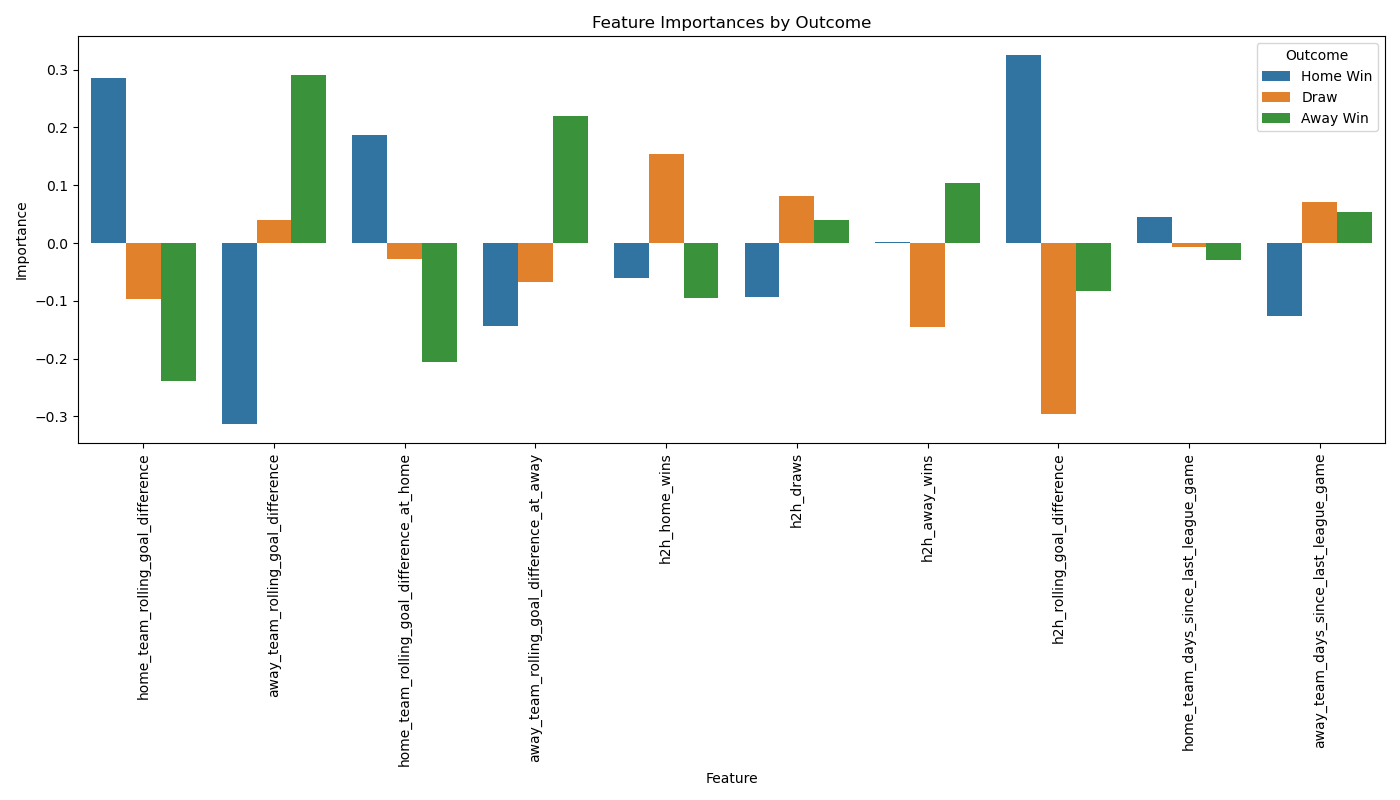 Feature Importances by Outcome
Importance
0.3
0.2
0.1
0.0
−0.1
−0.2
−0.3
Outcome
Home Win
Draw
Away Win
home_team_rolling_goal_difference
away_team_rolling_goal_difference
home_team_rolling_goal_difference_at_home
away_team_rolling_goal_difference_at_away
h2h_home_wins
h2h_draws
h2h_away_wins
h2h_rolling_goal_difference
home_team_days_since_last_league_game
away_team_days_since_last_league_game
Feature